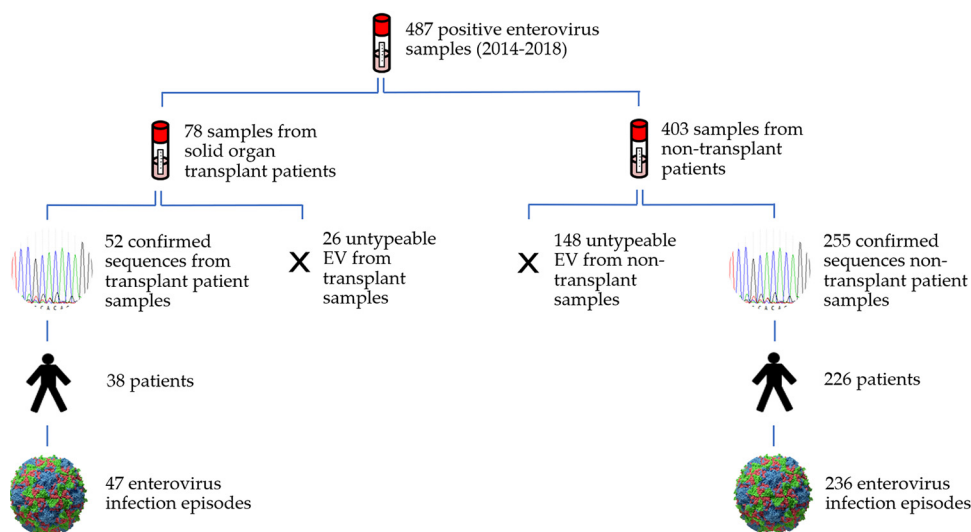 487 positive enterovirus
samples (2014-2018)
78 samples from
solid organ
transplant patients
403 samples from
non-transplant
patients
52 confirmed
sequences from
transplant patient
samples
26 untypeable
EV from
transplant
samples
148 untypeable
EV from non-
transplant
samples
255 confirmed
sequences non-
transplant patient
samples
38 patients
226 patients
47 enterovirus
infection episodes
236 enterovirus
infection episodes